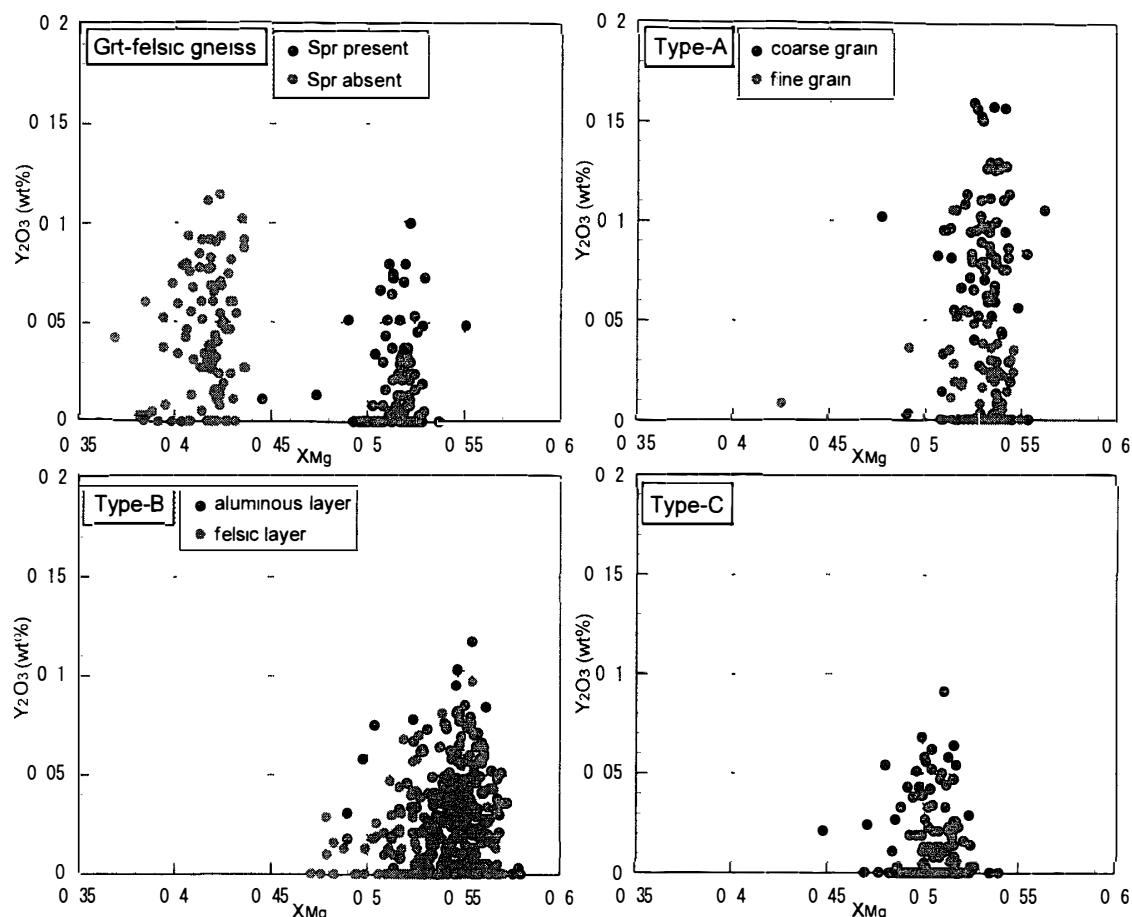 Grt-felsic gneiss
Spr present
Spr absent
0 2
0 15
0 1
0 05
0
Y2O3 (wt%)
0 35
0 4
0 45
0 5
0 55
0 6
XMg
Type-A
coarse grain
fine grain
0 2
0 15
0 1
0 05
0
Y2O3 (wt%)
0 35
0 4
0 45
0 5
0 55
0 6
XMg
Type-B
aluminous layer
felsic layer
0 2
0 15
0 1
0 05
0
Y2O3 (wt%)
0 35
0 4
0 45
0 5
0 55
0 6
XMg
Type-C
0 2
0 15
0 1
0 05
0
Y2O3 (wt%)
0 35
0 4
0 45
0 5
0 55
0 6
XMg